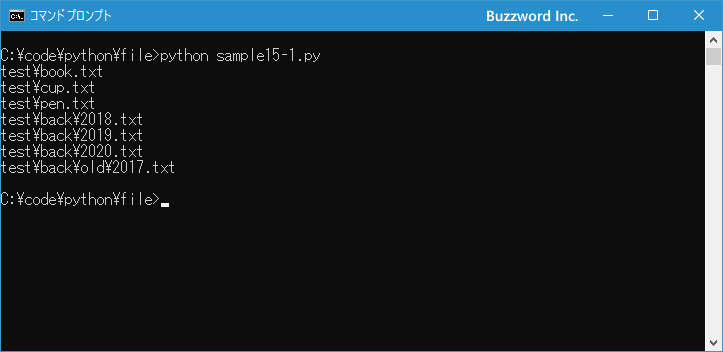 コマンドプロンプト
Buzzword Inc.
C:¥code¥python¥file>python sample15-1.py
test¥book.txt
test¥cup.txt
test¥pen.txt
test¥back¥2018.txt
test¥back¥2019.txt
test¥back¥2020.txt
test¥back¥old¥2017.txt
C:¥code¥python¥file>